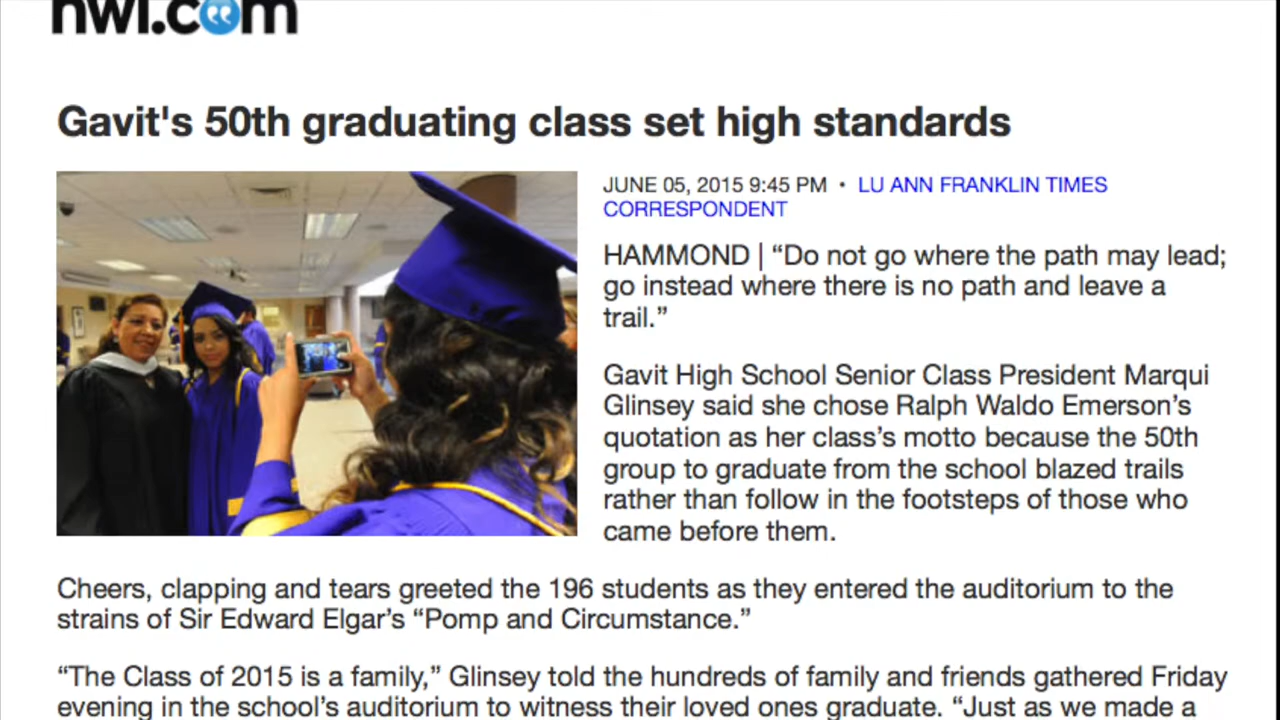 nwi.com
Gavit's 50th graduating class set high standards
JUNE 05, 2015 9:45 PM • LU ANN FRANKLIN TIMES
CORRESPONDENT
HAMMOND | “Do not go where the path may lead;
go instead where there is no path and leave a
trail.”
Gavit High School Senior Class President Marqui
Glinsey said she chose Ralph Waldo Emerson’s
quotation as her class’s motto because the 50th
group to graduate from the school blazed trails
rather than follow in the footsteps of those who
came before them.
Cheers, clapping and tears greeted the 196 students as they entered the auditorium to the
strains of Sir Edward Elgar’s “Pomp and Circumstance.”
“The Class of 2015 is a family,” Glinsey told the hundreds of family and friends gathered Friday
evening in the school’s auditorium to witness their loved ones graduate. “Just as we made a